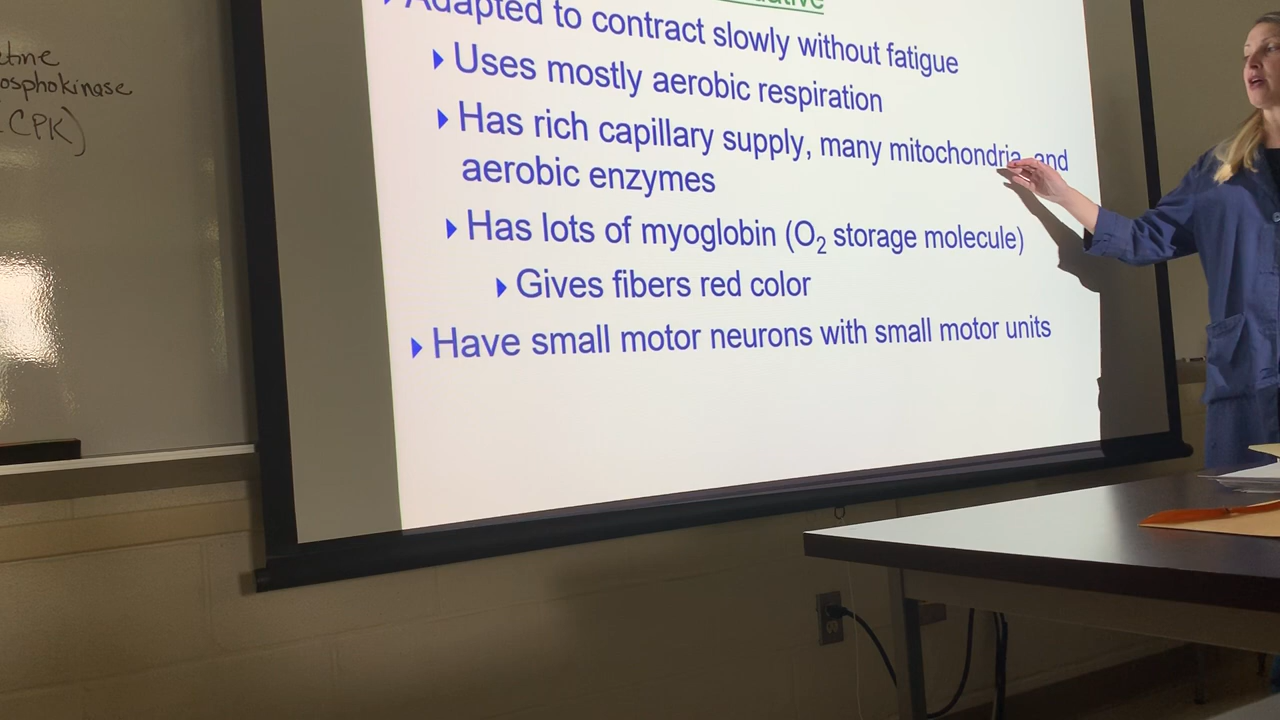 phosphokinase
(CPK)
Adapted to contract slowly without fatigue
Uses mostly aerobic respiration
Has rich capillary supply, many mitochondria, and
aerobic enzymes
Has lots of myoglobin (O₂ storage molecule)
Gives fibers red color
Have small motor neurons with small motor units